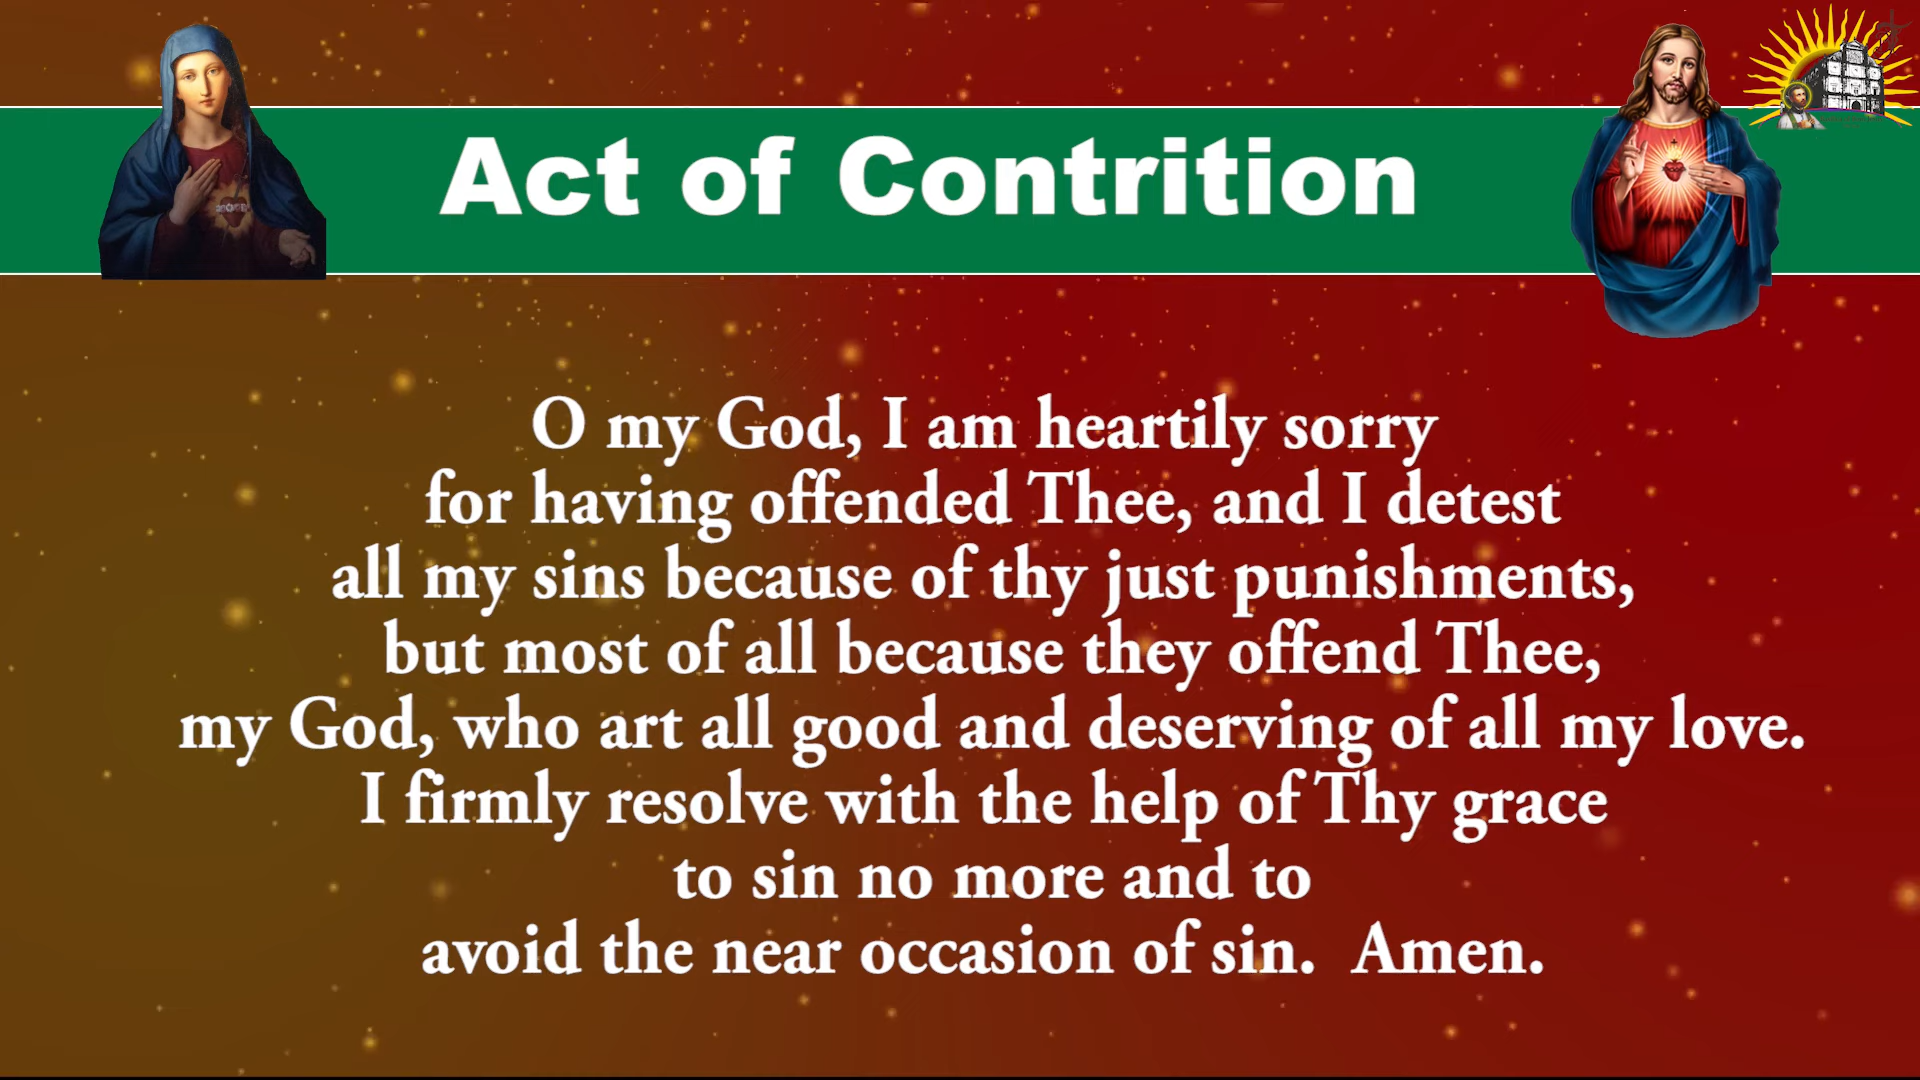 Act of Contrition
O my God, I am heartily sorry
for having offended Thee, and I detest
all my sins because of thy just punishments,
but most of all because they offend Thee,
my God, who art all good and deserving of all my love.
I firmly resolve with the help of Thy grace
to sin no more and to
avoid the near occasion of sin.  Amen.